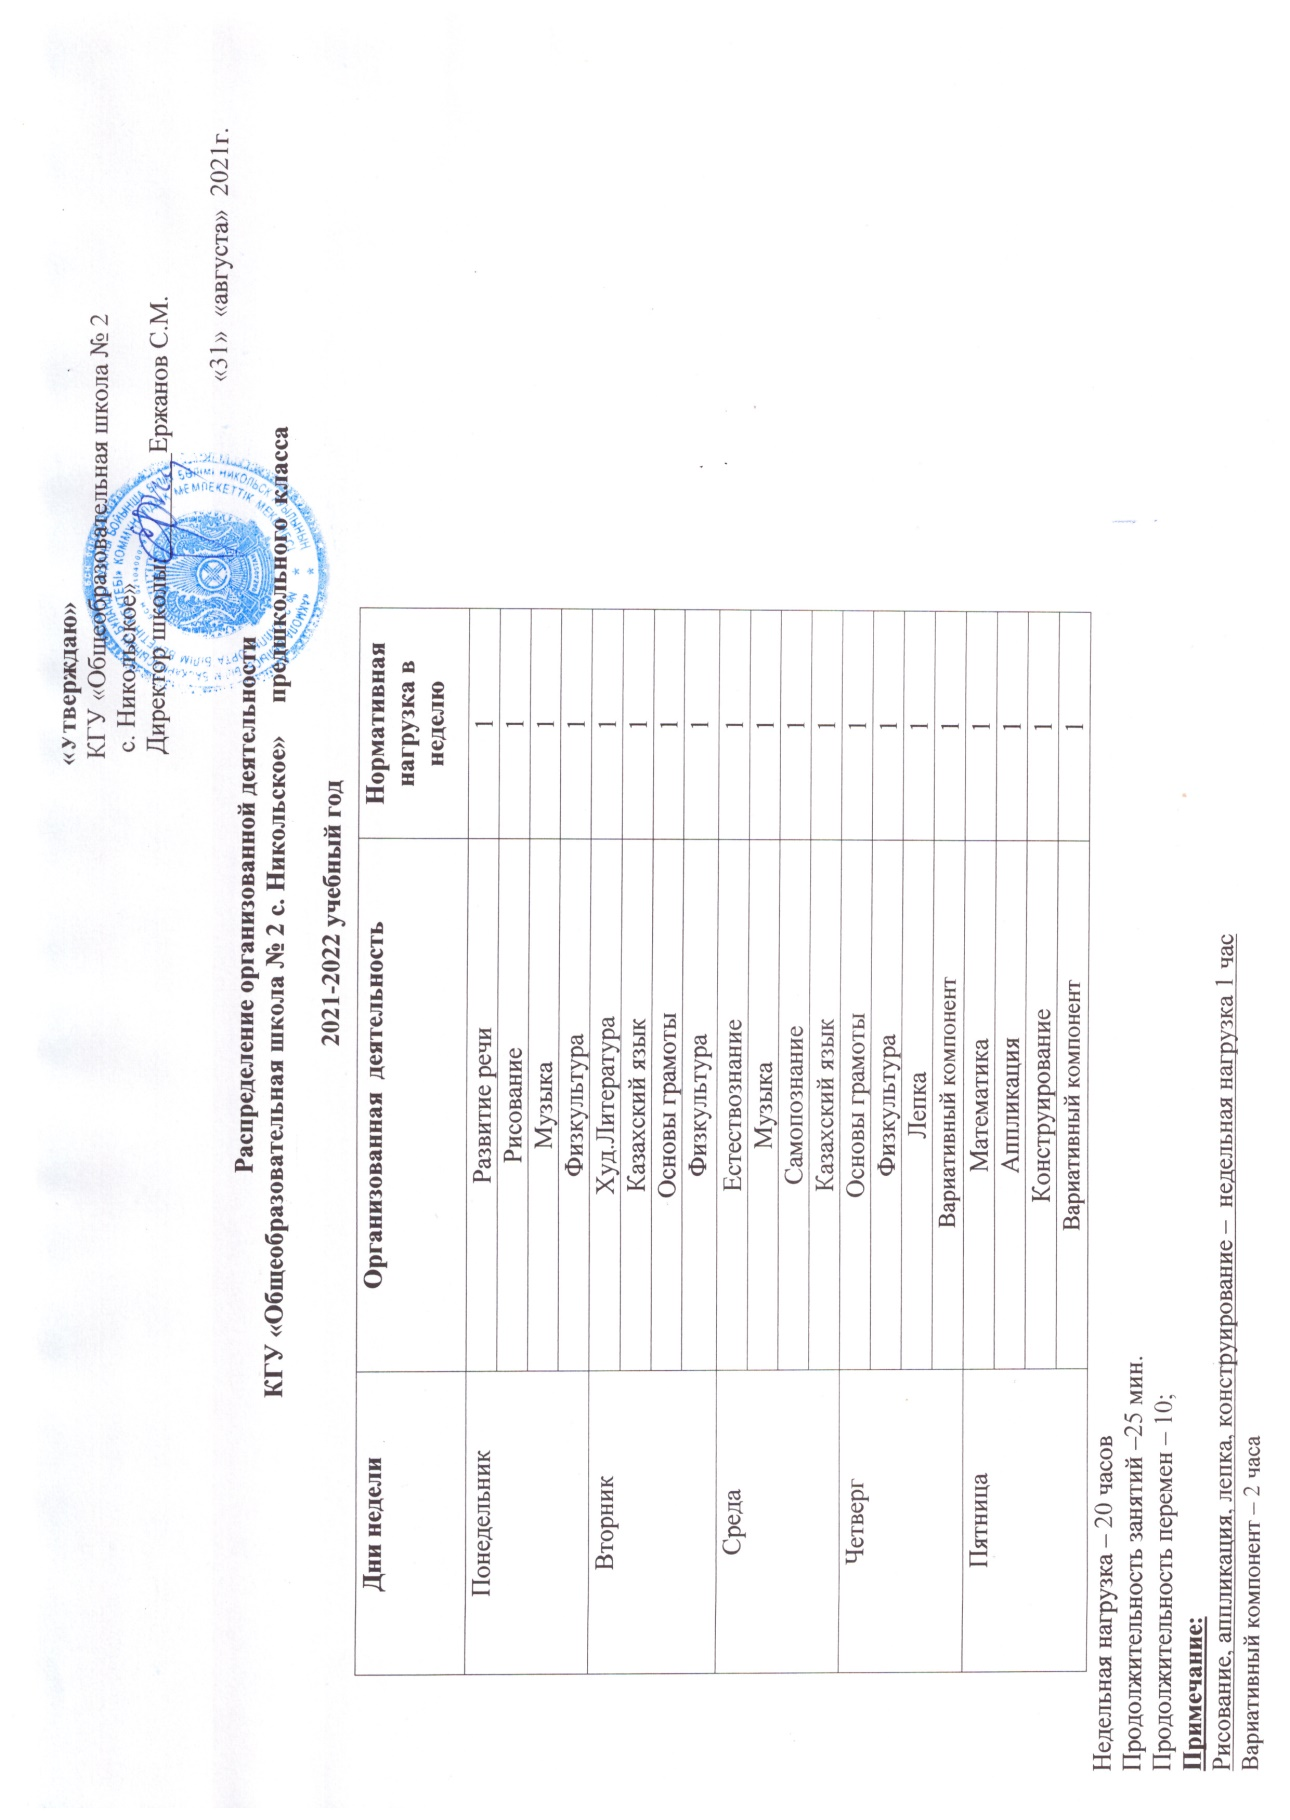 «Утверждаю»
КГУ «Общеобразовательная школа № 2
с. Никольское»
Директор школы Ержанов С.М.
«31» «августа» 2021г.
Распределение организованной деятельности
КГУ «Общеобразовательная школа № 2 с. Никольское» предшкольного класса
2021-2022 учебный год
Дни недели Организованная деятельность Нормативная нагрузка в неделю
Понедельник Развитие речи 1
Рисование 1
Музыка 1
Физкультура 1
Вторник Худ.Литература 1
Казахский язык 1
Основы грамоты 1
Физкультура 1
Среда Естествознание 1
Музыка 1
Самопознание 1
Казахский язык 1
Четверг Основы грамоты 1
Физкультура 1
Лепка 1
Вариативный компонент 1
Пятница Математика 1
Аппликация 1
Конструирование 1
Вариативный компонент 1
Недельная нагрузка – 20 часов
Продолжительность занятий –25 мин.
Продолжительность перемен – 10;
Примечание:
Рисование, аппликация, лепка, конструирование – недельная нагрузка 1 час
Вариативный компонент – 2 часа